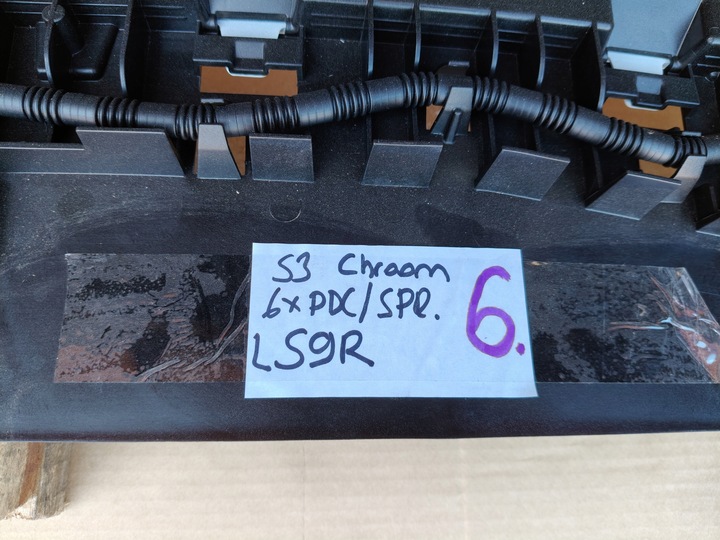 S3 Chroom
6x PDC/SPR.
LS9R
6.